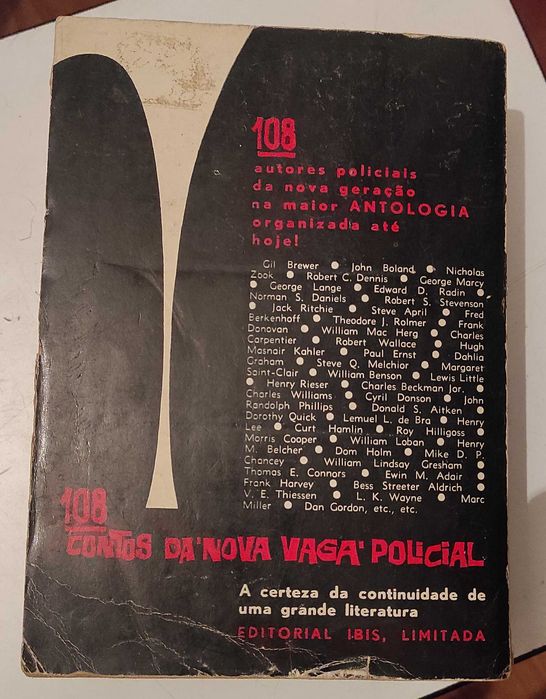 108
autores policiais
da nova geração
na maior ANTOLOGIA
organizada até
hoje!
Gil Brewer ● John Boland ● Nicholas
Zook ● Robert C. Dennis ● George Marcy
● George Lange ● Edward D. Radin ●
Norman S. Daniels ● Robert S. Stevenson
● Jack Ritchie ● Steve April ● Fred
Berkenhoff ● Theodore J. Rolmer ● Frank
Donovan ● William Mac Herg ● Charles
Carpentier ● Robert Wallace ● Hugh
Masnair Kahler ● Paul Ernst ● Dahlia
Graham ● Steve Q. Melchior ● Margaret
Saint-Clair ● William Benson ● Lewis Little
● Henry Rieser ● Charles Beckman Jor. ●
Charles Williams ● Cyril Donson ● John
Randolph Phillips ● Donald S. Aitken ●
Dorothy Quick ● Lemuel L. de Bra ● Henry
Lee ● Curt Hamlin ● Roy Hilligoss ●
Morris Cooper ● William Loban ● Henry
M. Belcher ● Dom Holm ● Mike D. P.
Chancey ● William Lindsay Gresham ●
Thomas E. Connors ● Ewin M. Adair ●
Frank Harvey ● Bess Streeter Aldrich ●
V. E. Thiessen ● L. K. Wayne ● Marc
Miller ● Dan Gordon, etc., etc.
108
CONTOS DA "NOVA VAGA" POLICIAL
A certeza da continuidade de
uma grande literatura
EDITORIAL IBIS, LIMITADA